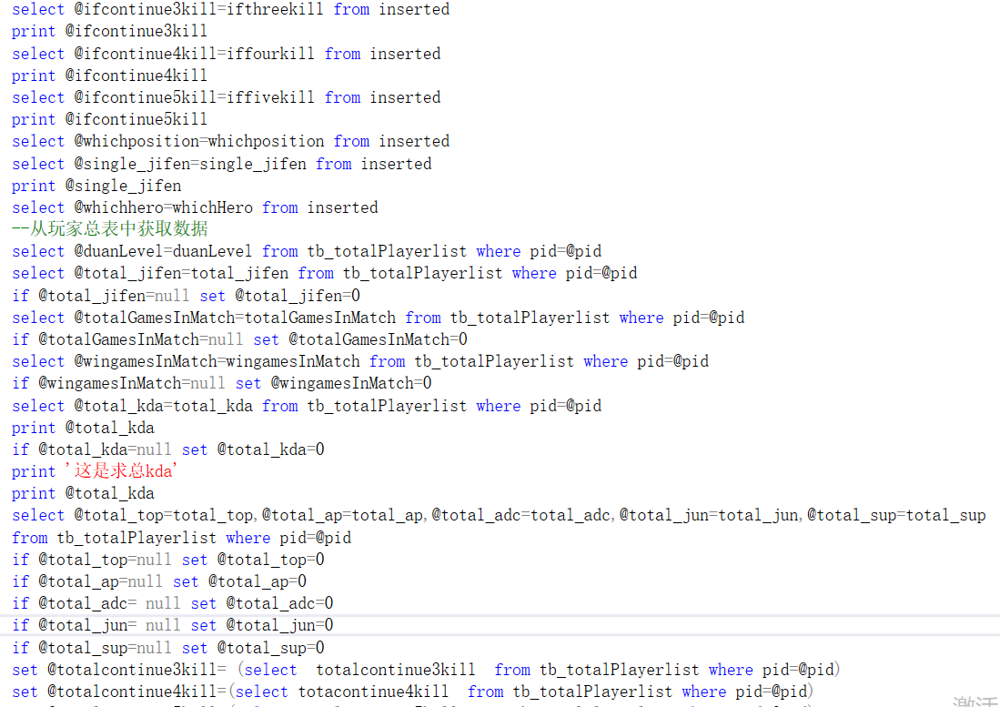 select @ifcontinue3kill=ifthreekill from inserted
print @ifcontinue3kill
select @ifcontinue4kill=iffourkill from inserted
print @ifcontinue4kill
select @ifcontinue5kill=iffivekill from inserted
print @ifcontinue5kill
select @whichposition=whichposition from inserted
select @single_jifen=single_jifen from inserted
print @single_jifen
select @whichhero=whichHero from inserted
--从玩家总表中获取数据
select @duanLevel=duanLevel from tb_totalPlayerlist where pid=@pid
select @total_jifen=total_jifen from tb_totalPlayerlist where pid=@pid
if @total_jifen=null set @total_jifen=0
select @totalGamesInMatch=totalGamesInMatch from tb_totalPlayerlist where pid=@pid
if @totalGamesInMatch=null set @totalGamesInMatch=0
select @wingamesInMatch=wingamesInMatch from tb_totalPlayerlist where pid=@pid
if @wingamesInMatch=null set @wingamesInMatch=0
select @total_kda=total_kda from tb_totalPlayerlist where pid=@pid
print @total_kda
if @total_kda=null set @total_kda=0
print '这是求总kda'
print @total_kda
select @total_top=total_top,@total_ap=total_ap,@total_adc=total_adc,@total_jun=total_jun,@total_sup=total_sup
from tb_totalPlayerlist where pid=@pid
if @total_top=null set @total_top=0
if @total_ap=null set @total_ap=0
if @total_adc= null set @total_adc=0
if @total_jun= null set @total_jun=0
if @total_sup=null set @total_sup=0
set @totalcontinue3kill= (select  totalcontinue3kill  from tb_totalPlayerlist where pid=@pid)
set @totalcontinue4kill=(select totacontinue4kill  from tb_totalPlayerlist where pid=@pid)